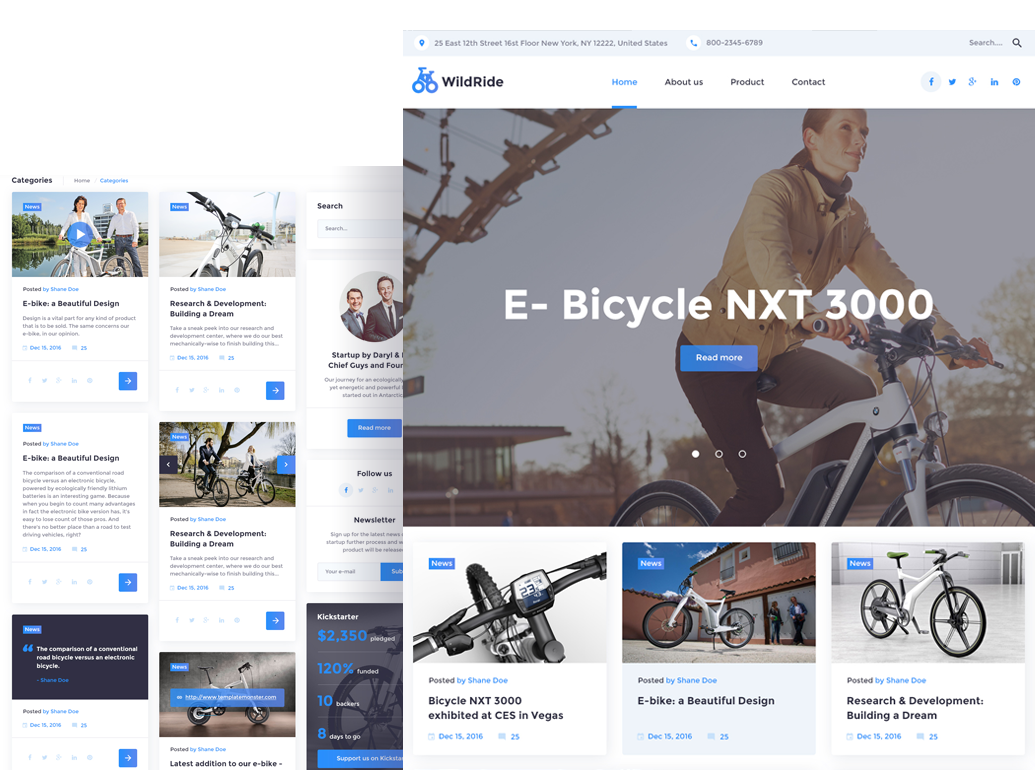 25 East 12th Street 16st Floor New York, NY 12222, United States
800-2345-6789
Search....
WildRide
Home
About us
Product
Contact
E- Bicycle NXT 3000
Read more
News
Posted by Shane Doe
Bicycle NXT 3000
exhibited at CES in Vegas
Dec 15, 2016
25
News
Posted by Shane Doe
E-bike: a Beautiful Design
Dec 15, 2016
25
News
Posted by Shane Doe
Research & Development:
Building a Dream
Dec 15, 2016
25
Categories
Home / Categories
News
Posted by Shane Doe
E-bike: a Beautiful Design
Design is a vital part for any kind of product
that is to be sold. The same concerns our
e-bike, in our opinion.
Dec 15, 2016
25
News
Posted by Shane Doe
E-bike: a Beautiful Design
The comparison of a conventional road
bicycle versus an electronic bicycle,
powered by ecologically friendly lithium
batteries is an interesting game. Because
when you begin to count many advantages
in fact the electronic bike version has, it's
easy to lose count of those pros. And
there's no better place than a road to test
driving vehicles, right?
Dec 15, 2016
25
News
The comparison of a conventional
road bicycle versus an electronic
bicycle.
- Shane Doe
Posted by Shane Doe
Dec 15, 2016
25
News
Posted by Shane Doe
Research & Development:
Building a Dream
Take a sneak peek into our research and
development center, where we do our best
mechanically-wise to finish building this...
Dec 15, 2016
25
News
Posted by Shane Doe
Research & Development:
Building a Dream
Take a sneak peek into our research and
development center, where we do our best
mechanically-wise to finish building this...
Dec 15, 2016
25
News
http://www.templatemonster.com
Posted by Shane Doe
Latest addition to our e-bike -
Search
Search...
Startup by Daryl &
Chief Guys and
Our journey for an ecologically
yet energetic and powerful
started out in
Read more
Follow us
Newsletter
Sign up for the latest news
startup further process and
product will be
Your e-mail
Kickstarter
$2,350 pledged
120% funded
10 backers
8 days to go
Support us on